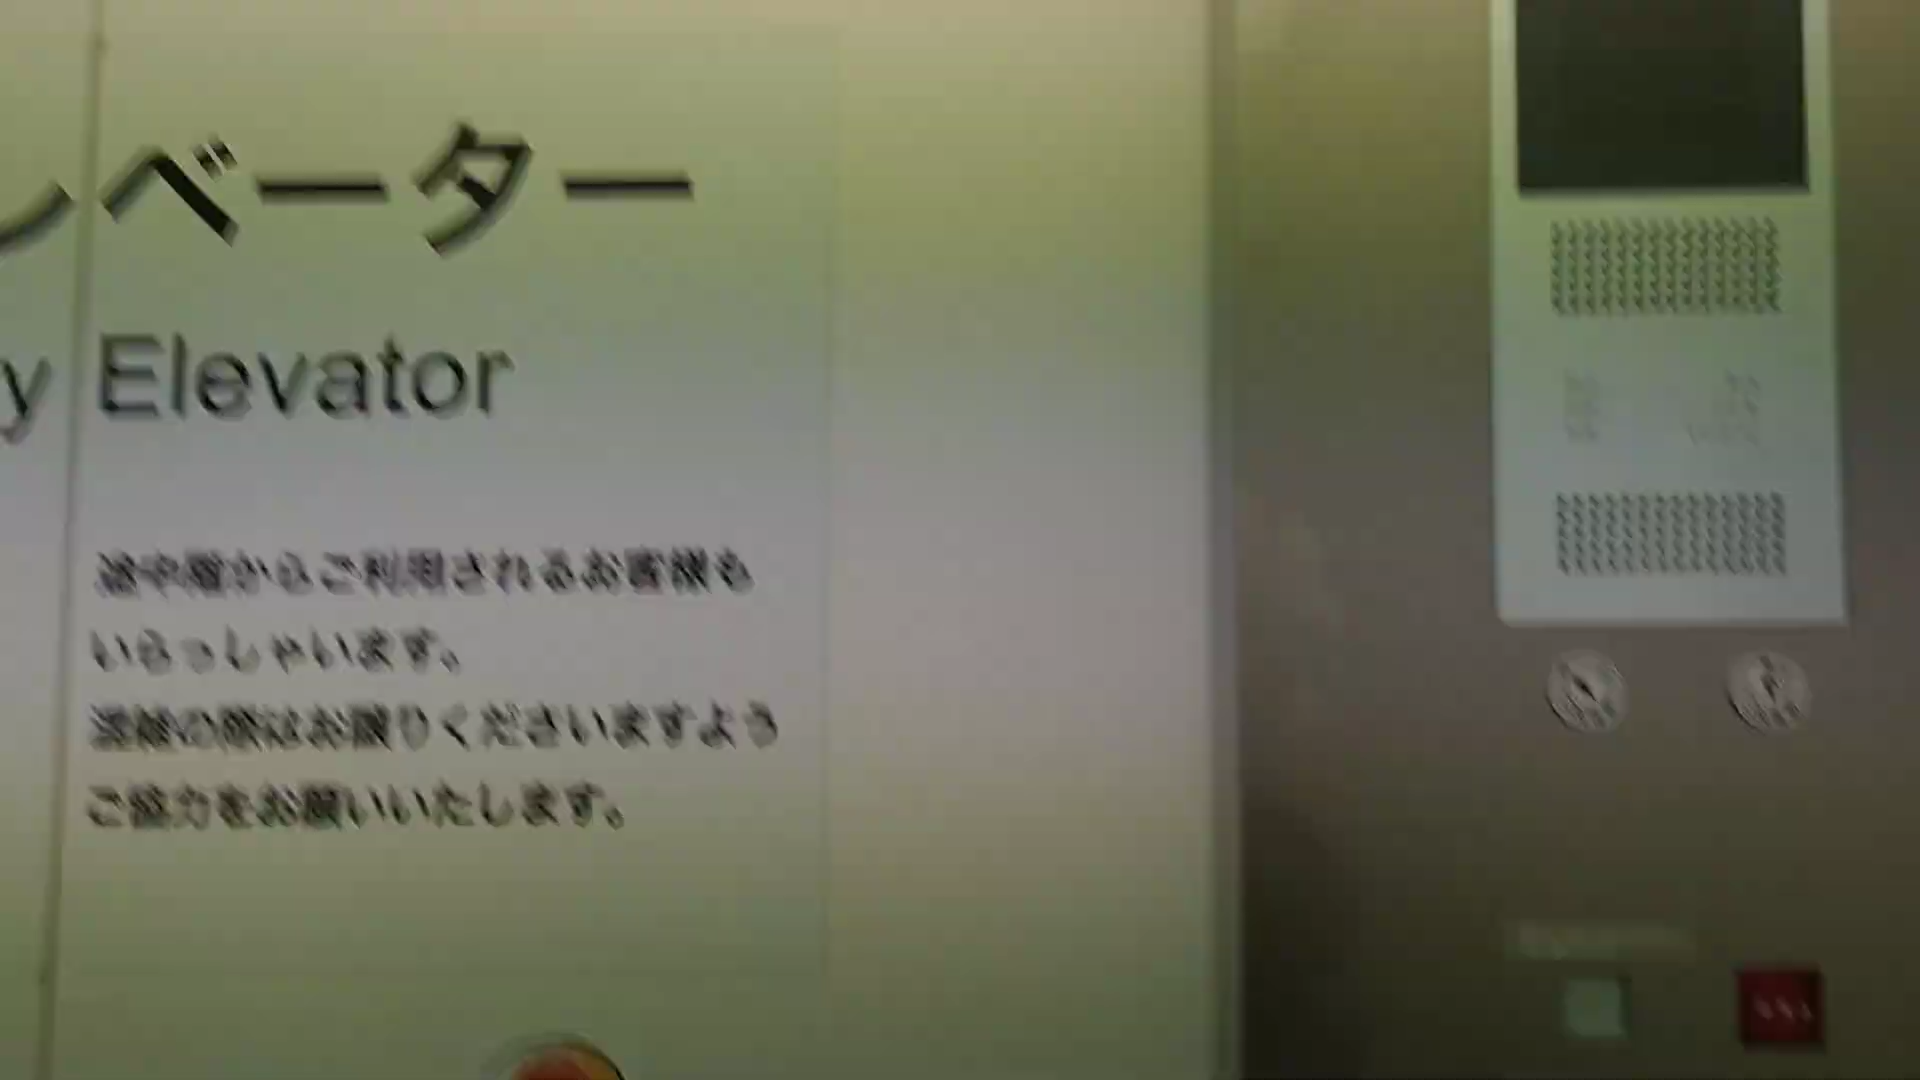 レベーター
y Elevator
途中階からご利用されるお客様も
いらっしゃいます。
混雑の際はお譲りくださいますよう
ご協力をお願いいたします。